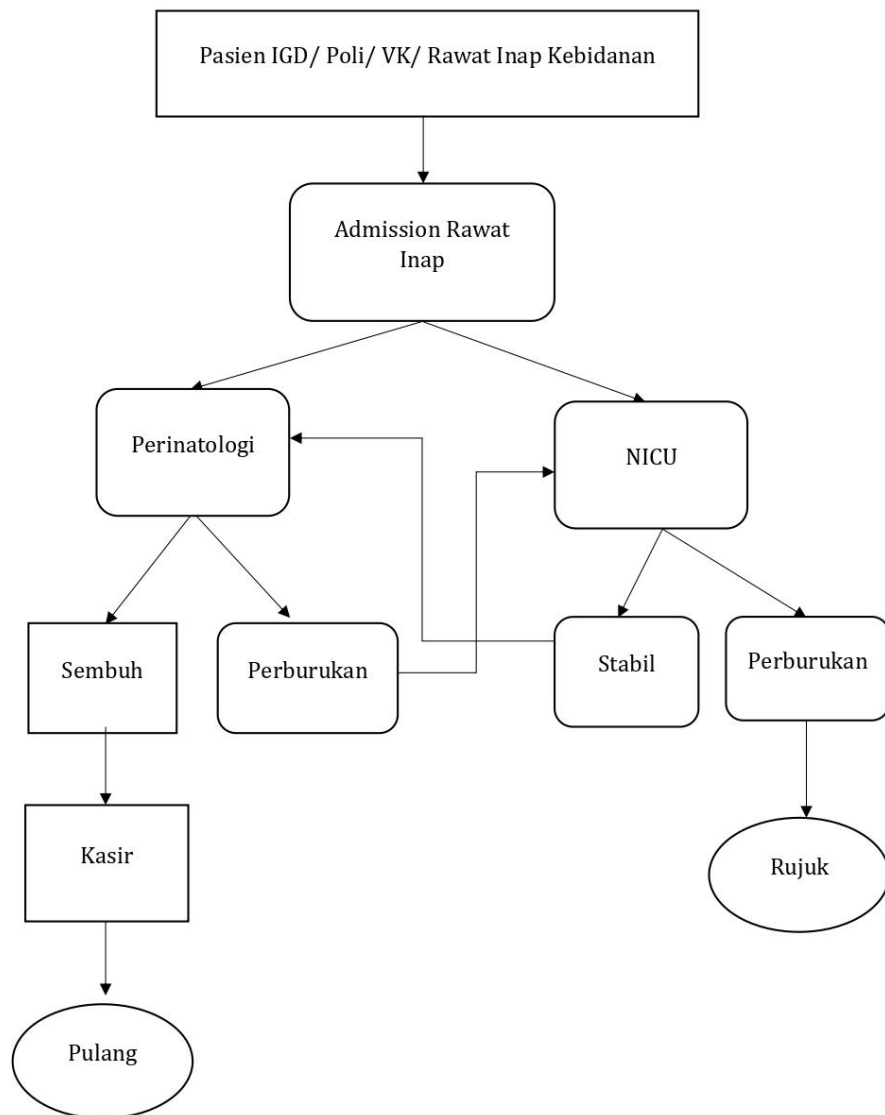 Pasien IGD/ Poli/ VK/ Rawat Inap Kebidanan
Admission Rawat
Inap
Perinatologi
NICU
Sembuh
Perburukan
Stabil
Perburukan
Kasir
Rujuk
Pulang